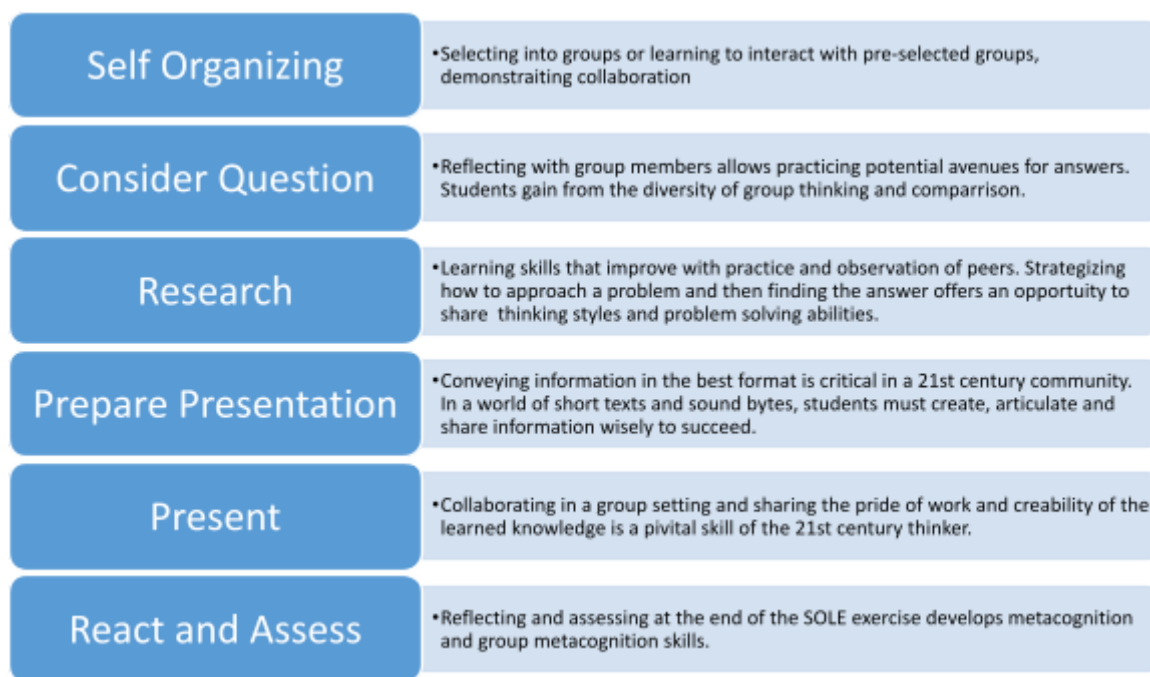 Self Organizing
•Selecting into groups or learning to interact with pre-selected groups,
demonstraiting collaboration
Consider Question
•Reflecting with group members allows practicing potential avenues for answers.
Students gain from the diversity of group thinking and comparrison.
Research
•Learning skills that improve with practice and observation of peers. Strategizing
how to approach a problem and then finding the answer offers an opportuity to
share  thinking styles and problem solving abilities.
Prepare Presentation
•Conveying information in the best format is critical in a 21st century community.
In a world of short texts and sound bytes, students must create, articulate and
share information wisely to succeed.
Present
•Collaborating in a group setting and sharing the pride of work and creability of the
learned knowledge is a pivital skill of the 21st century thinker.
React and Assess
•Reflecting and assessing at the end of the SOLE exercise develops metacognition
and group metacognition skills.